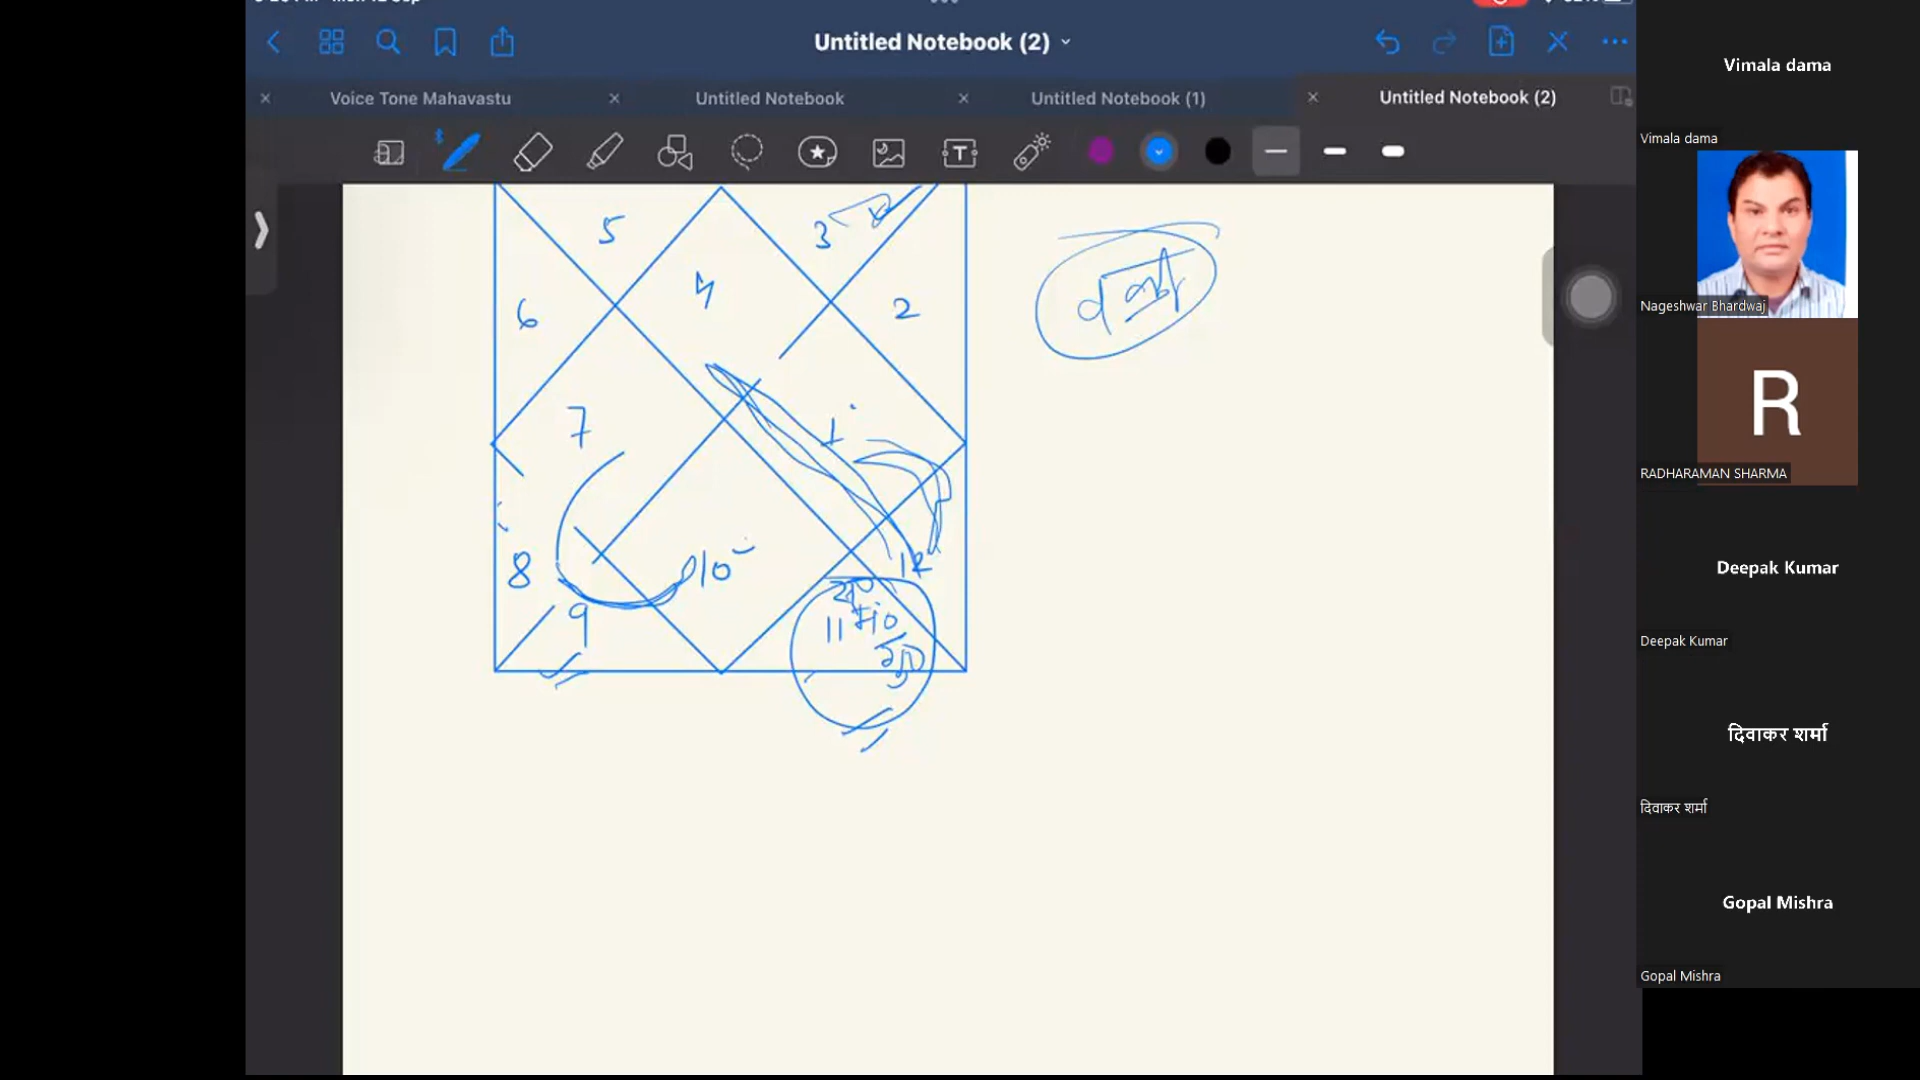 Untitled Notebook (2)
Voice Tone Mahavastu
Untitled Notebook
Untitled Notebook (1)
Untitled Notebook (2)
5
3
4
6
2
7
1
8
10
12
9
11 मं०
Vimala dama
Vimala dama
Nageshwar Bhardwaj
R
RADHARAMAN SHARMA
Deepak Kumar
Deepak Kumar
दिवाकर शर्मा
दिवाकर शर्मा
Gopal Mishra
Gopal Mishra